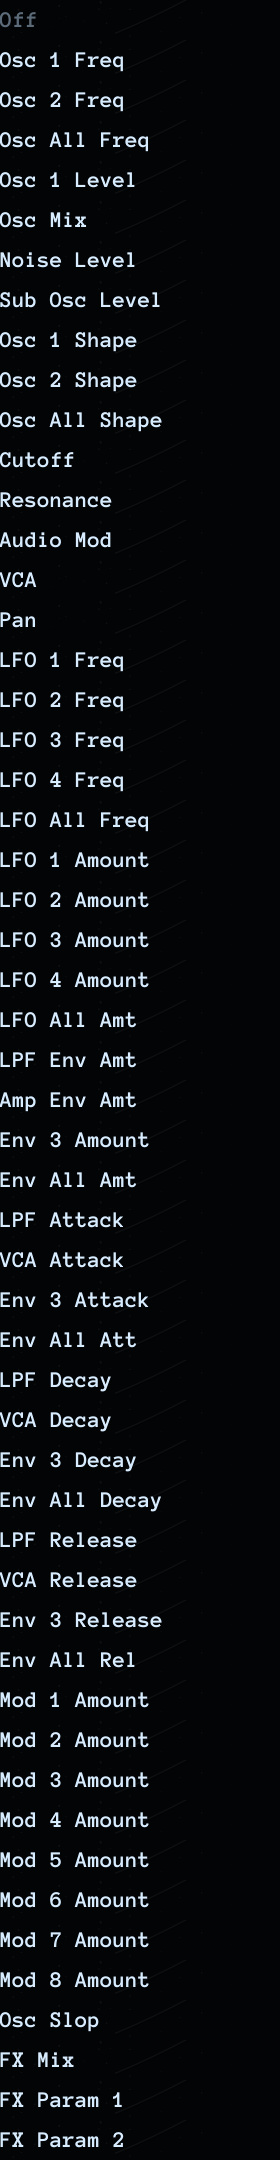 Off
Osc 1 Freq
Osc 2 Freq
Osc All Freq
Osc 1 Level
Osc Mix
Noise Level
Sub Osc Level
Osc 1 Shape
Osc 2 Shape
Osc All Shape
Cutoff
Resonance
Audio Mod
VCA
Pan
LFO 1 Freq
LFO 2 Freq
LFO 3 Freq
LFO 4 Freq
LFO All Freq
LFO 1 Amount
LFO 2 Amount
LFO 3 Amount
LFO 4 Amount
LFO All Amt
LPF Env Amt
Amp Env Amt
Env 3 Amount
Env All Amt
LPF Attack
VCA Attack
Env 3 Attack
Env All Att
LPF Decay
VCA Decay
Env 3 Decay
Env All Decay
LPF Release
VCA Release
Env 3 Release
Env All Rel
Mod 1 Amount
Mod 2 Amount
Mod 3 Amount
Mod 4 Amount
Mod 5 Amount
Mod 6 Amount
Mod 7 Amount
Mod 8 Amount
Osc Slop
FX Mix
FX Param 1
FX Param 2